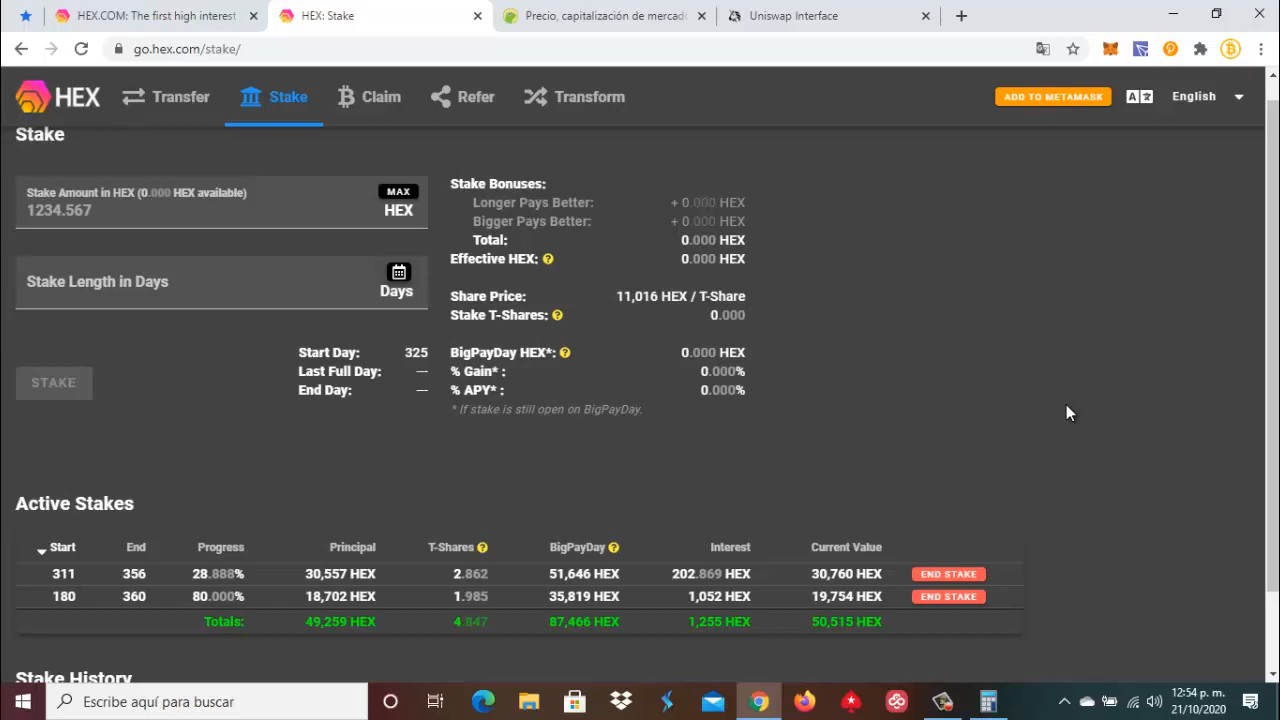 HEX.COM: The first high interest
HEX: Stake
Precio, capitalización de mercado
Uniswap Interface
go.hex.com/stake/
HEX
Transfer
Stake
Claim
Refer
Transform
ADD TO METAMASK
English
Stake
Stake Amount in HEX (0.000 HEX available)
MAX
1234.567
HEX
Stake Length in Days
Days
Start Day: 325
Last Full Day: —
End Day: —
STAKE
Stake Bonuses:
Longer Pays Better: + 0.000 HEX
Bigger Pays Better: + 0.000 HEX
Total: 0.000 HEX
Effective HEX: ? 0.000 HEX
Share Price: 11,016 HEX / T-Share
Stake T-Shares: ? 0.000
BigPayDay HEX*: ? 0.000 HEX
% Gain* : 0.000%
% APY* : 0.000%
* If stake is still open on BigPayDay.
Active Stakes
Start End Progress Principal T-Shares ? BigPayDay ? Interest Current Value
311 356 28.888% 30,557 HEX 2.862 51,646 HEX 202.869 HEX 30,760 HEX END STAKE
180 360 80.000% 18,702 HEX 1.985 35,819 HEX 1,052 HEX 19,754 HEX END STAKE
Totals: 49,259 HEX 4.847 87,466 HEX 1,255 HEX 50,515 HEX
Stake History
Escribe aquí para buscar
12:54 p. m.
21/10/2020